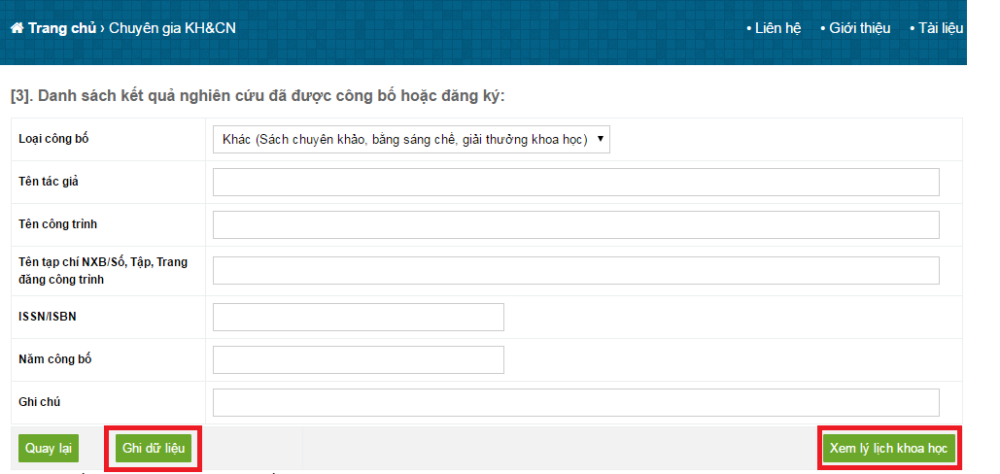 Trang chủ › Chuyên gia KH&CN
• Liên hệ • Giới thiệu • Tài liệu
[3]. Danh sách kết quả nghiên cứu đã được công bố hoặc đăng ký:
Loại công bố
Khác (Sách chuyên khảo, bằng sáng chế, giải thưởng khoa học)
Tên tác giả
Tên công trình
Tên tạp chí NXB/Số, Tập, Trang
đăng công trình
ISSN/ISBN
Năm công bố
Ghi chú
Quay lại
Ghi dữ liệu
Xem lý lịch khoa học